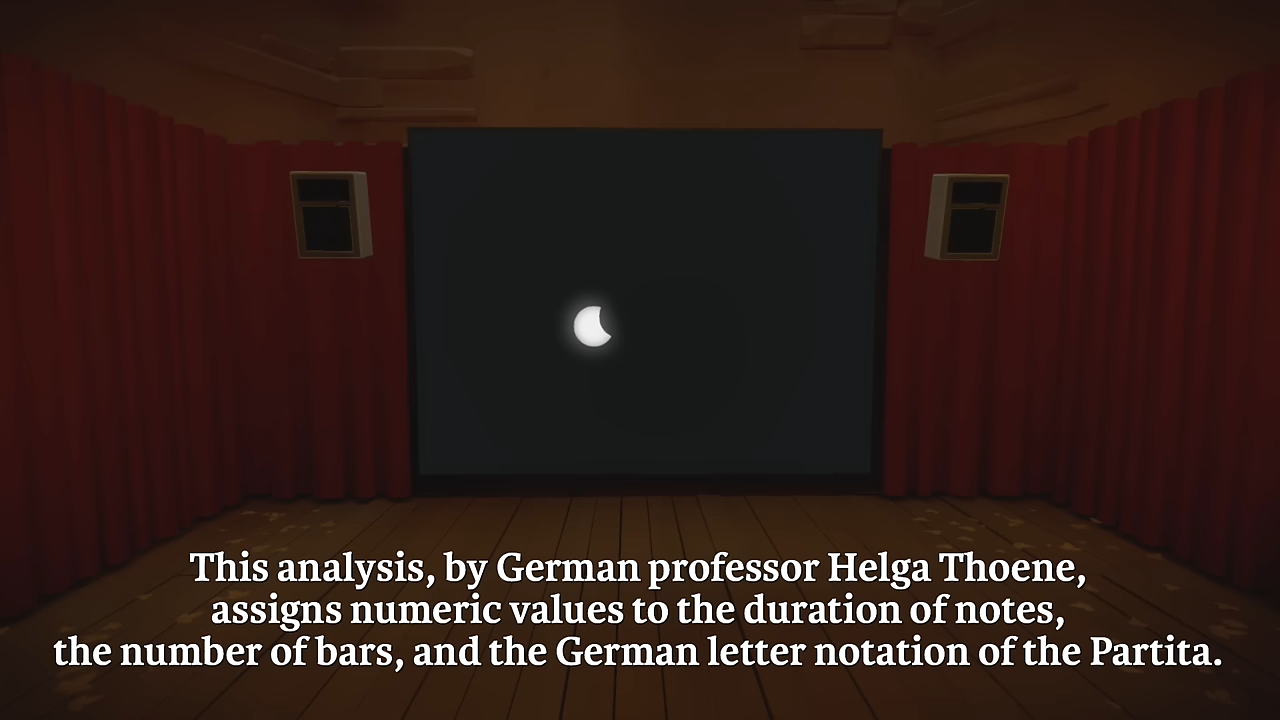 This analysis, by German professor Helga Thoene,
assigns numeric values to the duration of notes,
the number of bars, and the German letter notation of the Partita.